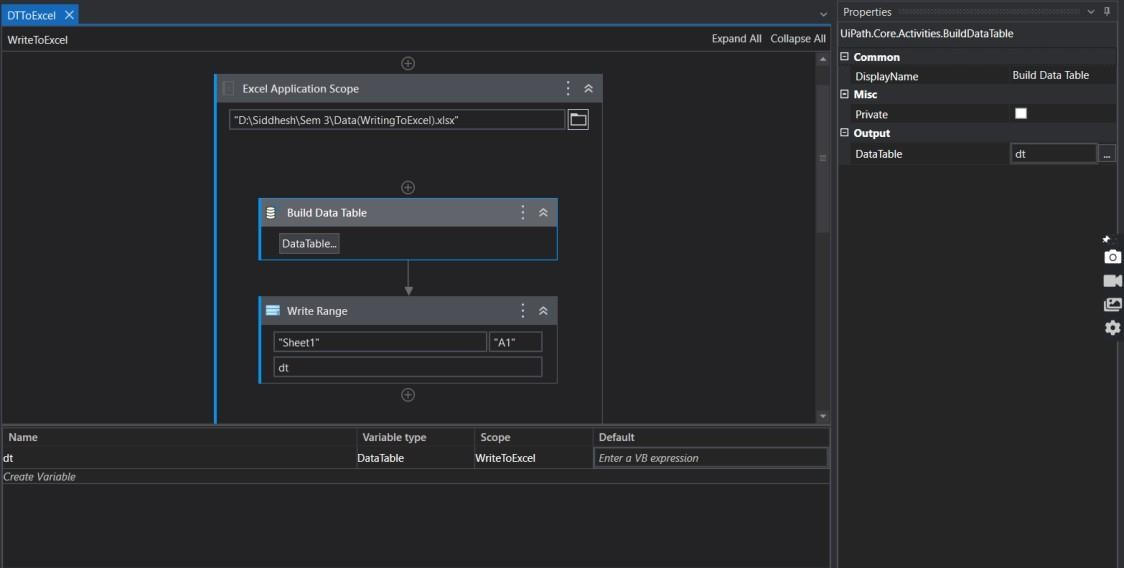 DTToExcel
WriteToExcel
Expand All Collapse All
Excel Application Scope
"D:\Siddhesh\Sem 3\Data(WritingToExcel).xlsx"
Build Data Table
DataTable...
Write Range
"Sheet1" "A1"
dt
Name Variable type Scope Default
dt DataTable WriteToExcel Enter a VB expression
Create Variable
Properties
UiPath.Core.Activities.BuildDataTable
Common
DisplayName Build Data Table
Misc
Private
Output
DataTable dt ...